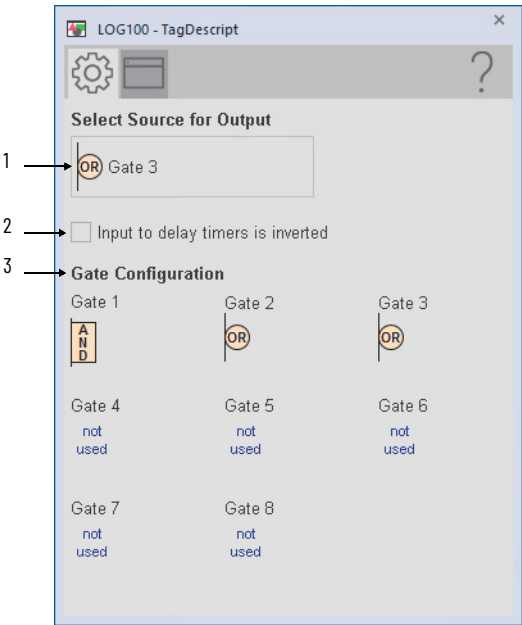 LOG100 - TagDescript
×
?
Select Source for Output
1
OR Gate 3
2
Input to delay timers is inverted
3
Gate Configuration
Gate 1 Gate 2 Gate 3
AND OR OR
Gate 4 Gate 5 Gate 6
not not not
used used used
Gate 7 Gate 8
not not
used used